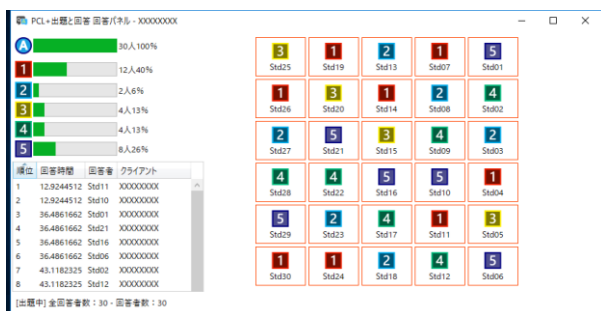 PCL+出題と回答 回答パネル - XXXXXXXX
A 30人100%
1 12人40%
2 2人6%
3 4人13%
4 4人13%
5 8人26%
順位 回答時間 回答者 クライアント
1 12.9244512 Std11 XXXXXXXX
2 12.9244512 Std10 XXXXXXXX
3 36.4861662 Std01 XXXXXXXX
4 36.4861662 Std21 XXXXXXXX
5 36.4861662 Std16 XXXXXXXX
6 36.4861662 Std06 XXXXXXXX
7 43.1182325 Std02 XXXXXXXX
8 43.1182325 Std12 XXXXXXXX
[出題中] 全回答者数：30 - 回答者数：30
3 1 2 1 5
Std25 Std19 Std13 Std07 Std01
1 3 1 2 4
Std26 Std20 Std14 Std08 Std02
2 5 3 4 2
Std27 Std21 Std15 Std09 Std03
4 4 5 5 1
Std28 Std22 Std16 Std10 Std04
5 2 4 1 3
Std29 Std23 Std17 Std11 Std05
1 1 2 4 5
Std30 Std24 Std18 Std12 Std06